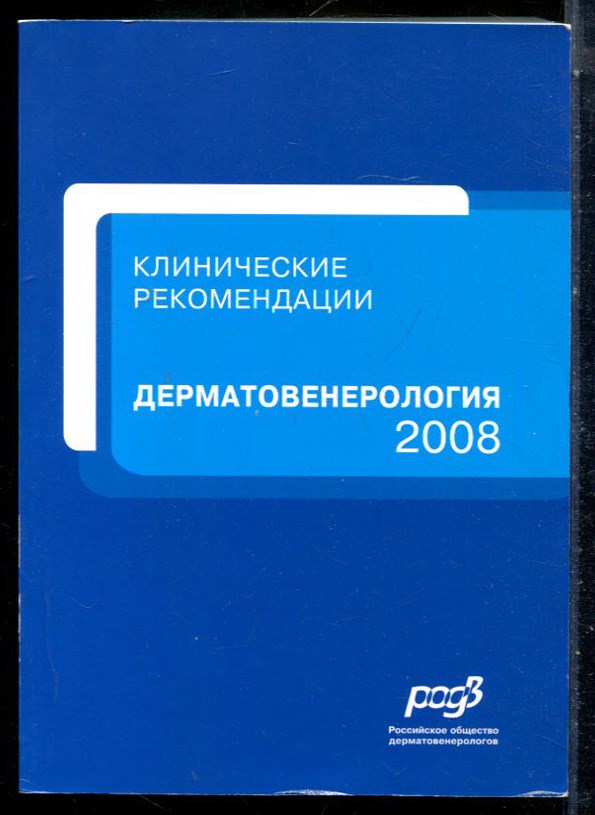 КЛИНИЧЕСКИЕ
РЕКОМЕНДАЦИИ
ДЕРМАТОВЕНЕРОЛОГИЯ
2008
родв
Российское общество
дерматовенерологов